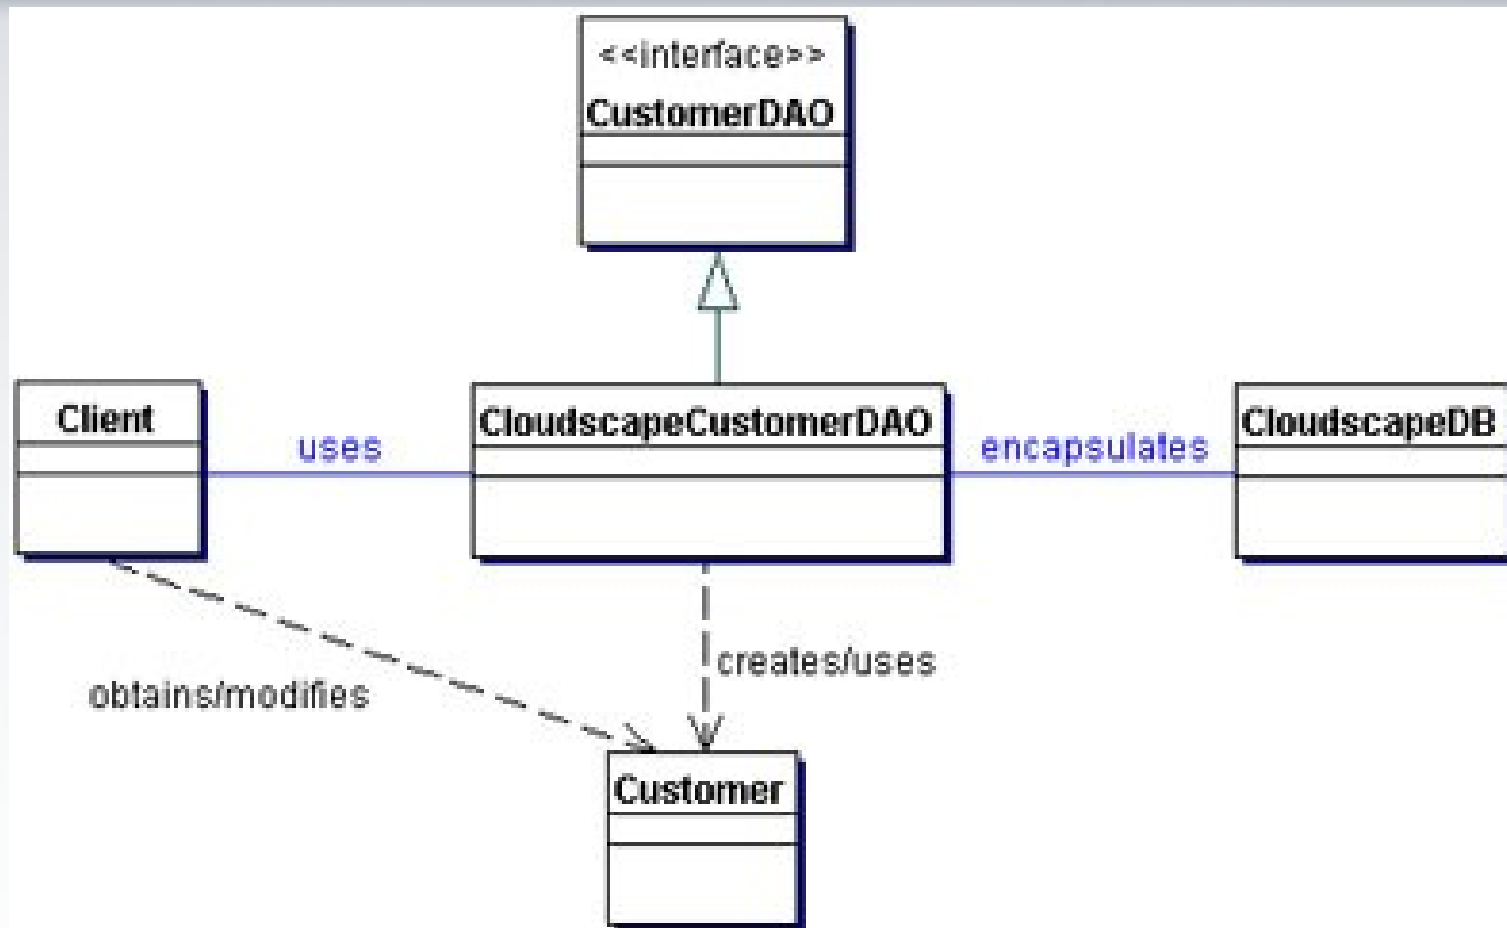 <<interface>>
CustomerDAO
Client
uses
CloudscapeCustomerDAO
encapsulates
CloudscapeDB
obtains/modifies
creates/uses
Customer